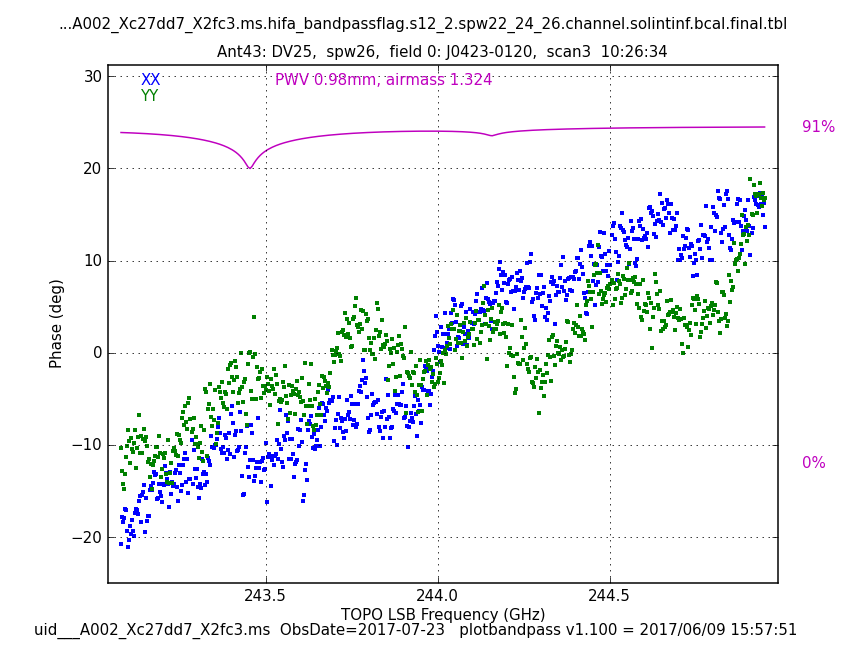 ...A002_Xc27dd7_X2fc3.ms.hifa_bandpassflag.s12_2.spw22_24_26.channel.solintinf.bcal.final.tbl
Ant43: DV25,  spw26,  field 0: J0423-0120,  scan3  10:26:34
XX
PWV 0.98mm, airmass 1.324
YY
30
20
10
0
−10
−20
91%
0%
Phase (deg)
243.5
244.0
244.5
TOPO LSB Frequency (GHz)
uid___A002_Xc27dd7_X2fc3.ms  ObsDate=2017-07-23   plotbandpass v1.100 = 2017/06/09 15:57:51